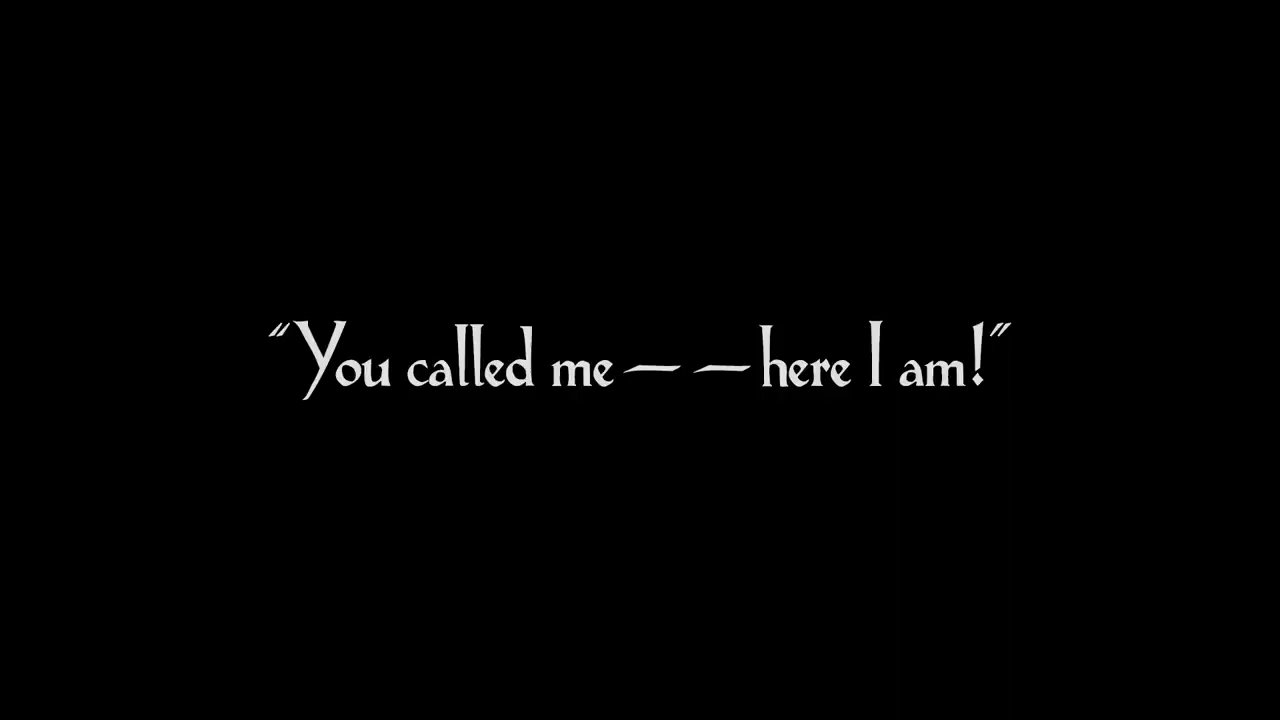 “You called me — — here I am!”